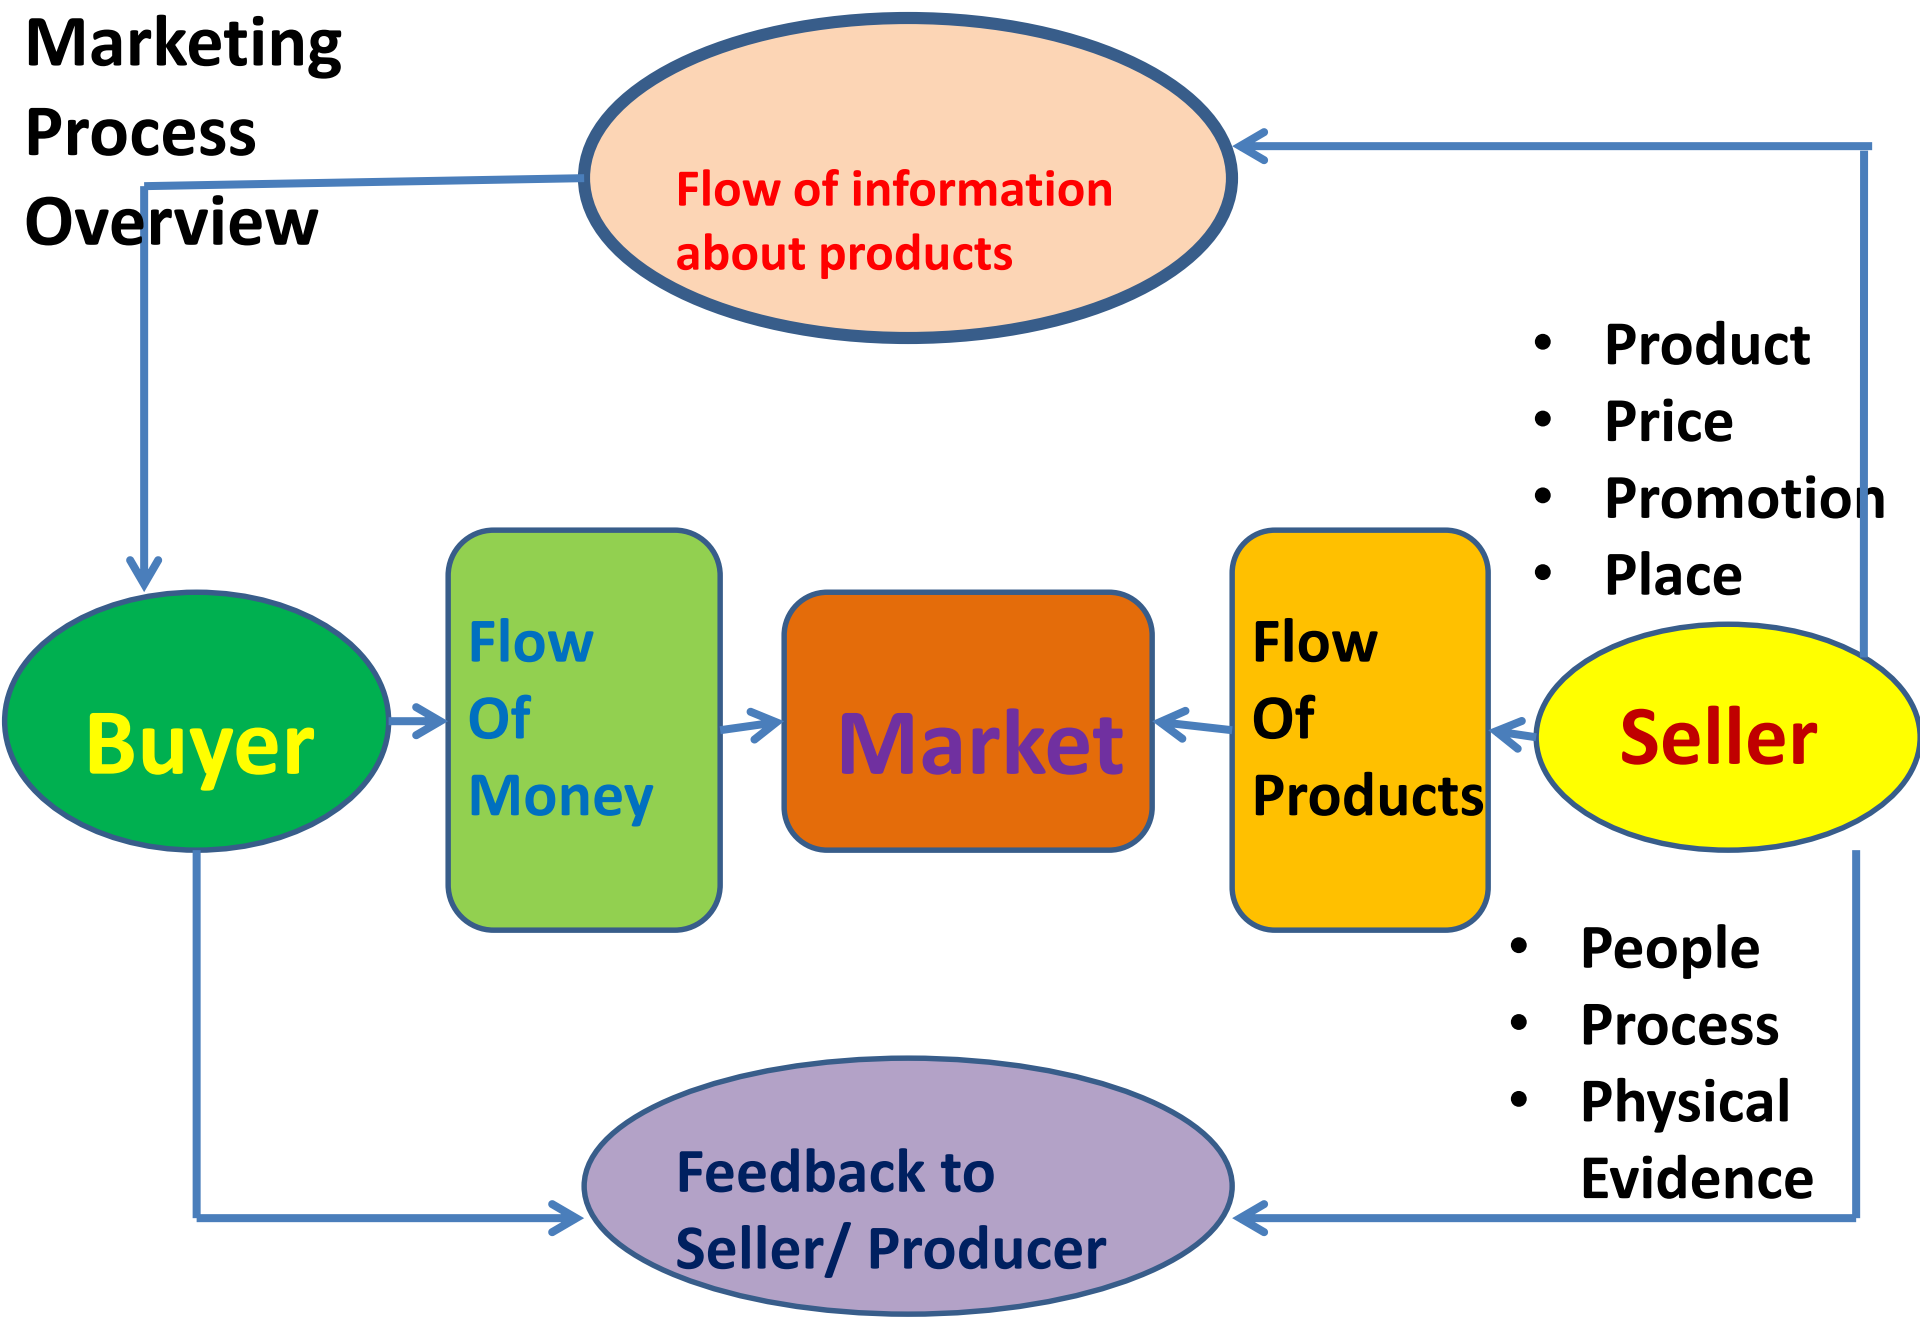 Marketing
Process
Overview
Flow of information
about products
• Product
• Price
• Promotion
• Place
Buyer
Flow
Of
Money
Market
Flow
Of
Products
Seller
• People
• Process
• Physical
Evidence
Feedback to
Seller/ Producer